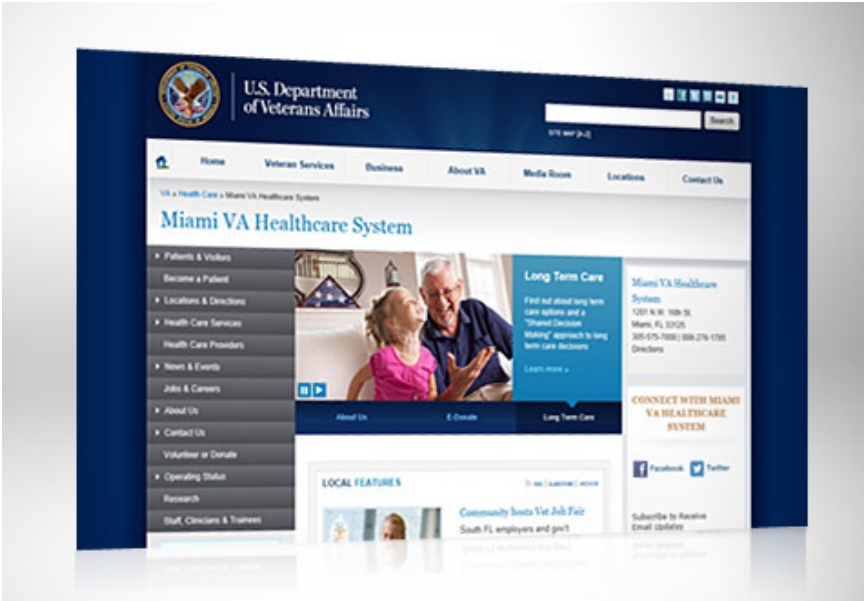 U.S. Department
of Veterans Affairs
Search
SITE MAP [A-Z]
Home
Veteran Services
Business
About VA
Media Room
Locations
Contact Us
VA » Health Care » Miami VA Healthcare System
Miami VA Healthcare System
Patients & Visitors
Become a Patient
Locations & Directions
Health Care Services
Health Care Providers
News & Events
Jobs & Careers
About Us
Contact Us
Volunteer or Donate
Operating Status
Research
Staff, Clinicians & Trainees
Long Term Care
Find out about long term
care options and a
"Shared Decision
Making" approach to long
term care decisions
Learn more »
About Us
E-Donate
Long Term Care
LOCAL FEATURES
Community hosts Vet Job Fair
South FL employers and gov't
Miami VA Healthcare
System
1201 N.W. 16th St.
Miami, FL 33125
305-575-7000 |
Directions
CONNECT WITH MIAMI
VA HEALTHCARE
SYSTEM
Facebook
Twitter
Subscribe to Receive
Email Updates